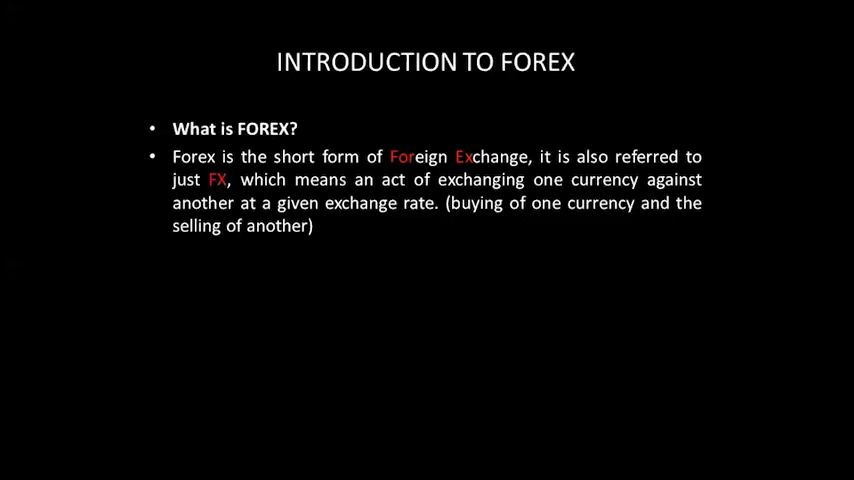 INTRODUCTION TO FOREX
• What is FOREX?
• Forex is the short form of Foreign Exchange, it is also referred to
just FX, which means an act of exchanging one currency against
another at a given exchange rate. (buying of one currency and the
selling of another)